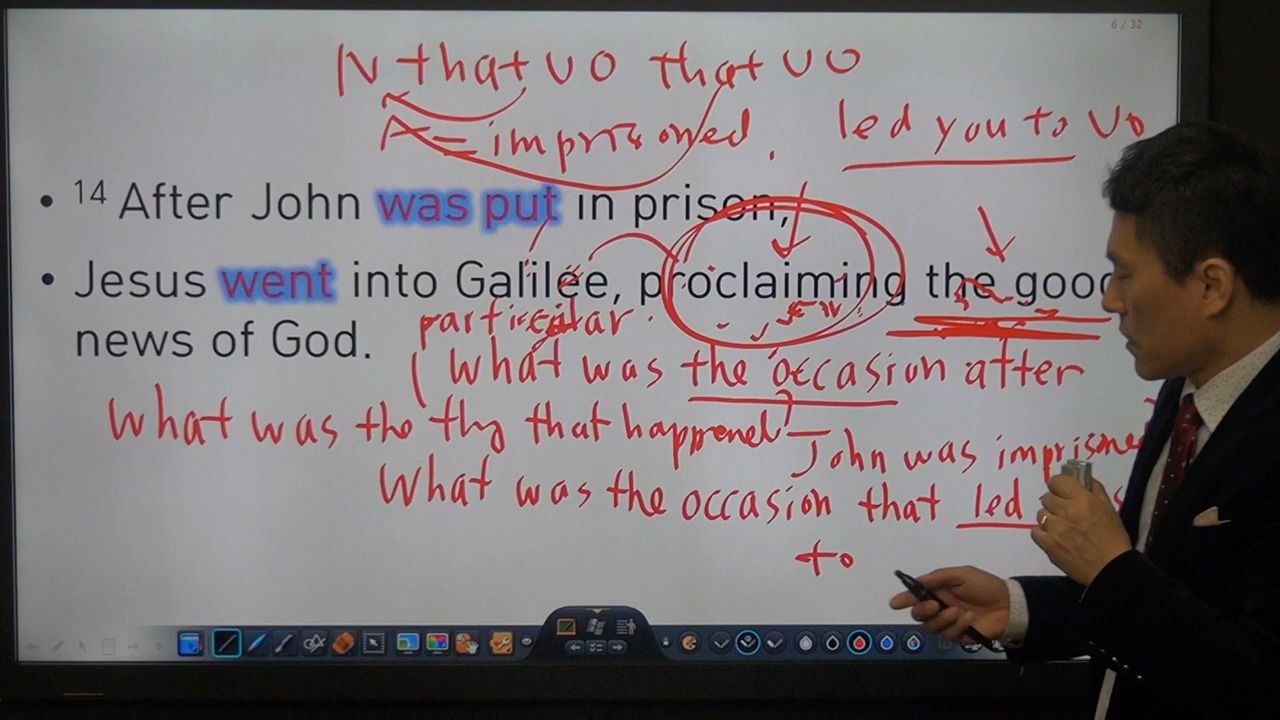 6 / 32
N that VO that VO
A = imprisoned.
led you to VO
• ¹⁴ After John was put in prison,
• Jesus went into Galilee, proclaiming the good
news of God.
particular.
What was the occasion after
What was the thg that happened
John was imprisoned
What was the occasion that led
to